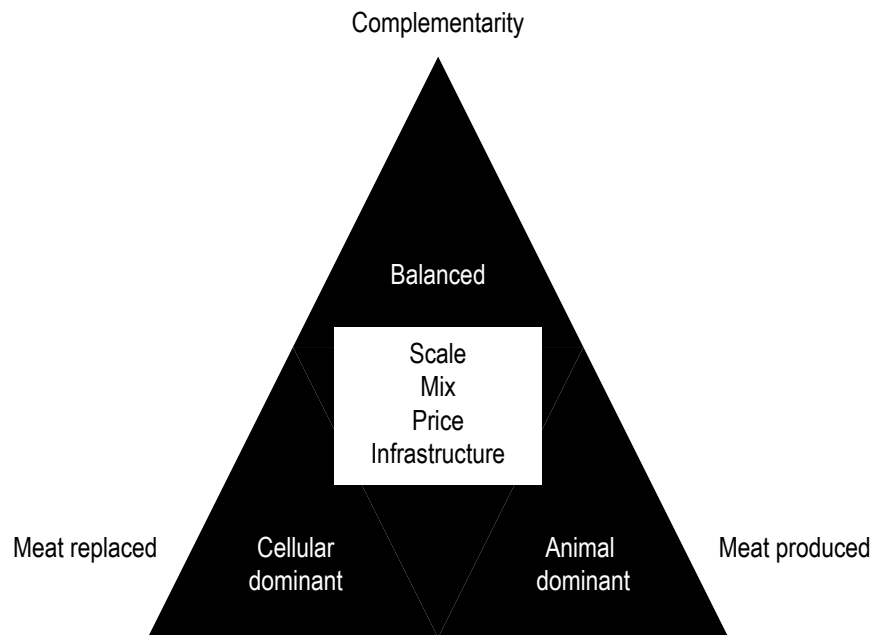 Complementarity
Balanced
Scale
Mix
Price
Infrastructure
Meat replaced
Cellular
dominant
Animal
dominant
Meat produced